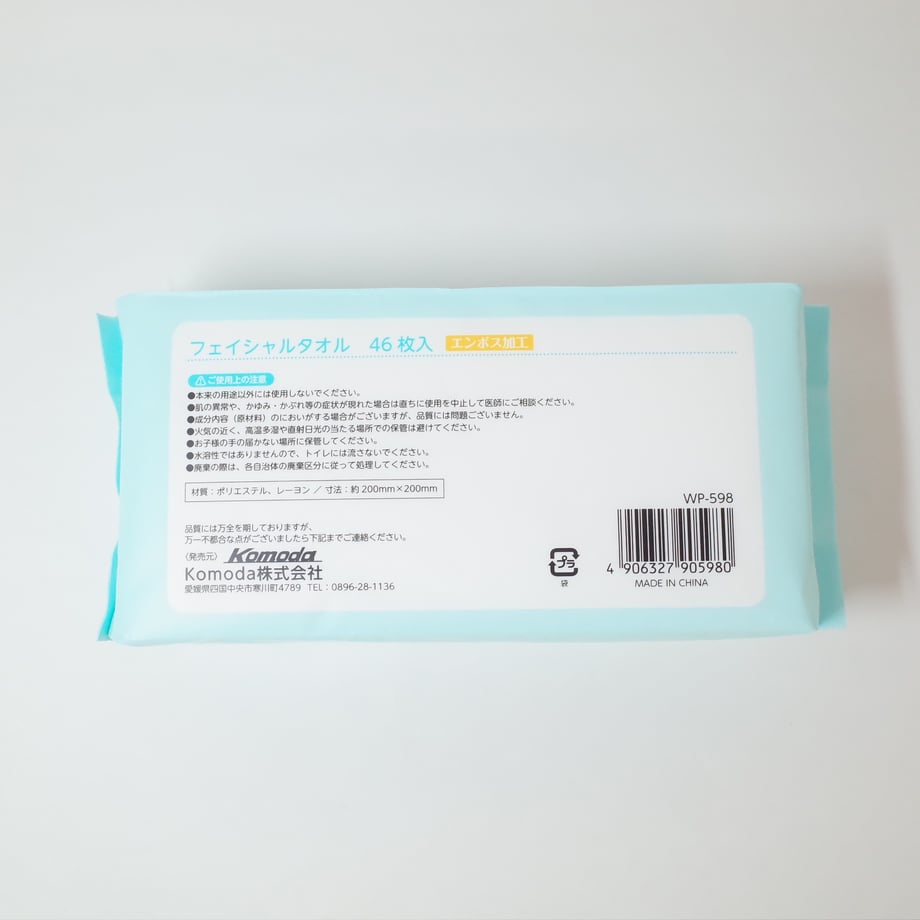 フェイシャルタオル 46枚入 エンボス加工
⚠ご使用上の注意
●本来の用途以外には使用しないでください。
●肌の異常や、かゆみ・かぶれ等の症状が現れた場合は直ちに使用を中止して医師にご相談ください。
●成分内容（原材料）のにおいがする場合がございますが、品質には問題ございません。
●火気の近く、高温多湿や直射日光の当たる場所での保管は避けてください。
●お子様の手の届かない場所に保管してください。
●水溶性ではありませんので、トイレには流さないでください。
●廃棄の際は、各自治体の廃棄区分に従って処理してください。
材質：ポリエステル、レーヨン ／ 寸法：約200mm×200mm
品質には万全を期しておりますが、
万一不都合な点がございましたら下記までご連絡ください。
〈発売元〉 Komoda
Komoda株式会社
愛媛県四国中央市寒川町4789 TEL：0896-28-1136
プラ
袋
WP-598
4 906327 905980
MADE IN CHINA